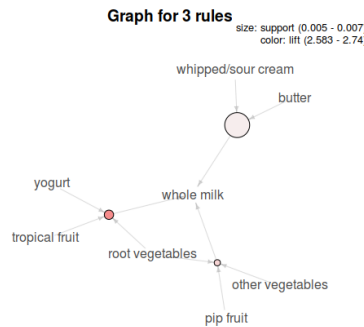 Graph for 3 rules
size: support (0.005 - 0.007
color: lift (2.583 - 2.74
whipped/sour cream
butter
yogurt
whole milk
tropical fruit
root vegetables
other vegetables
pip fruit